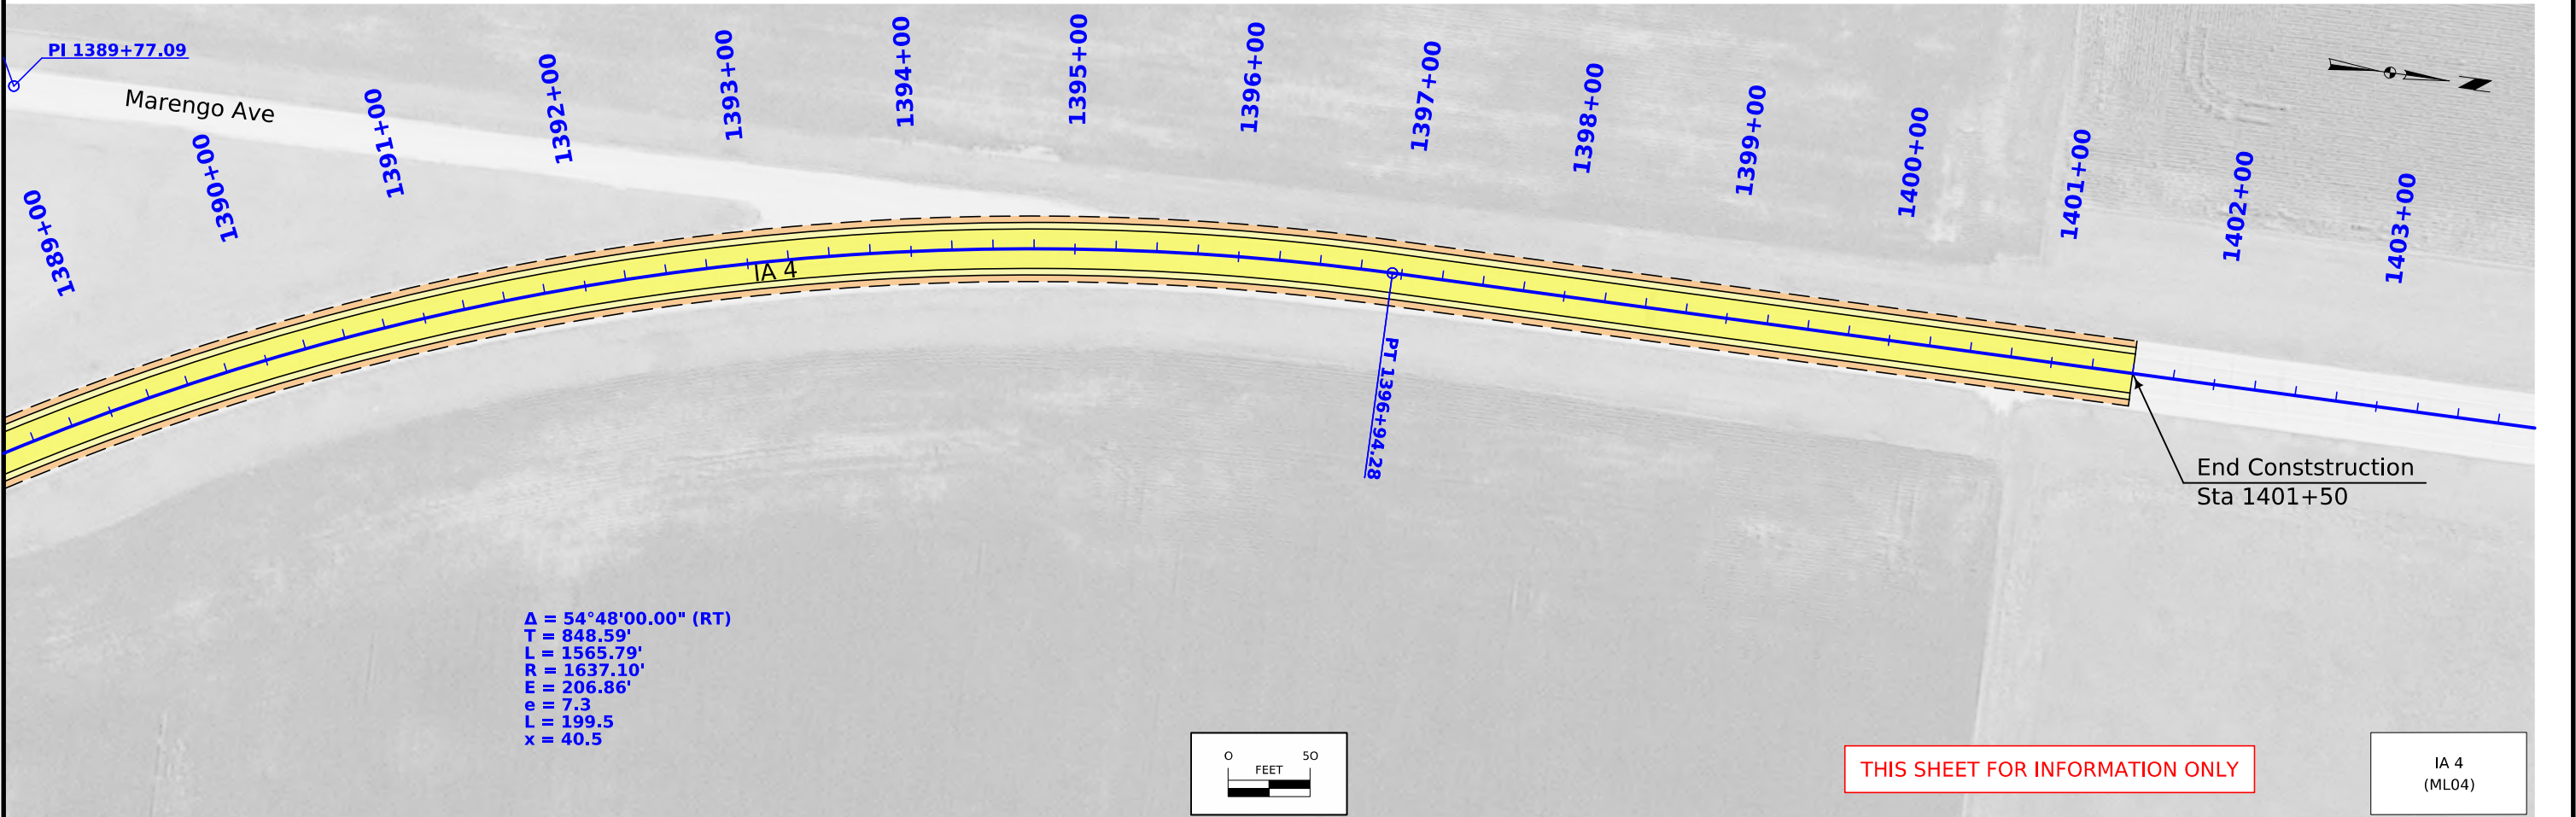 PI 1389+77.09
Marengo Ave
1389+00
1390+00
1391+00
1392+00
1393+00
1394+00
1395+00
1396+00
1397+00
1398+00
1399+00
1400+00
1401+00
1402+00
1403+00
N
IA 4
PT 1396+94.28
End Conststruction
Sta 1401+50
Δ = 54°48'00.00" (RT)
T = 848.59'
L = 1565.79'
R = 1637.10'
E = 206.86'
e = 7.3
L = 199.5
x = 40.5
0 50
FEET
THIS SHEET FOR INFORMATION ONLY
IA 4
(ML04)